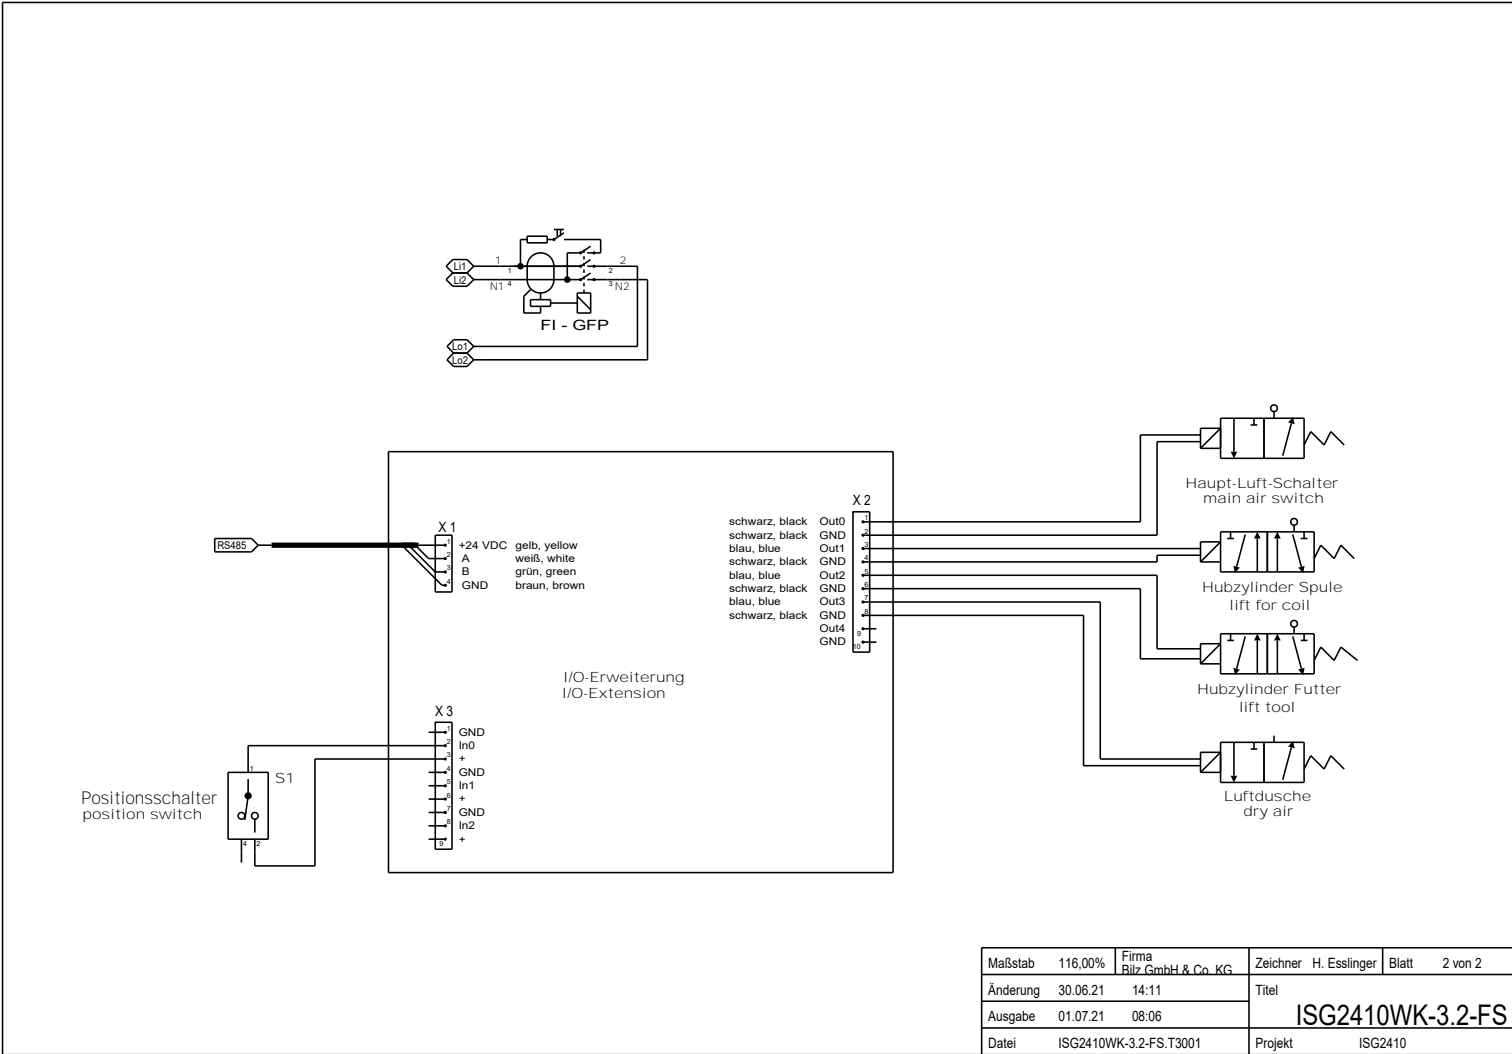 Li1 1 1 2 2
Li2 N1 4 3 N2
FI - GFP
Lo1
Lo2
Haupt-Luft-Schalter
main air switch
Hubzylinder Spule
lift for coil
Hubzylinder Futter
lift tool
Luftdusche
dry air
X 1
RS485
1 +24 VDC gelb, yellow
2 A weiß, white
3 B grün, green
4 GND braun, brown
X 2
schwarz, black Out0 1
schwarz, black GND 2
blau, blue Out1 3
schwarz, black GND 4
blau, blue Out2 5
schwarz, black GND 6
blau, blue Out3 7
schwarz, black GND 8
Out4 9
GND 10
I/O-Erweiterung
I/O-Extension
X 3
1 GND
2 In0
3 +
4 GND
5 In1
6 +
7 GND
8 In2
9 +
1
S1
Positionsschalter
position switch
4 2
Maßstab 116,00% Firma
Bilz GmbH & Co. KG
Zeichner H. Esslinger Blatt 2 von 2
Änderung 30.06.21 14:11
Titel
Ausgabe 01.07.21 08:06
ISG2410WK-3.2-FS
Datei ISG2410WK-3.2-FS.T3001
Projekt ISG2410